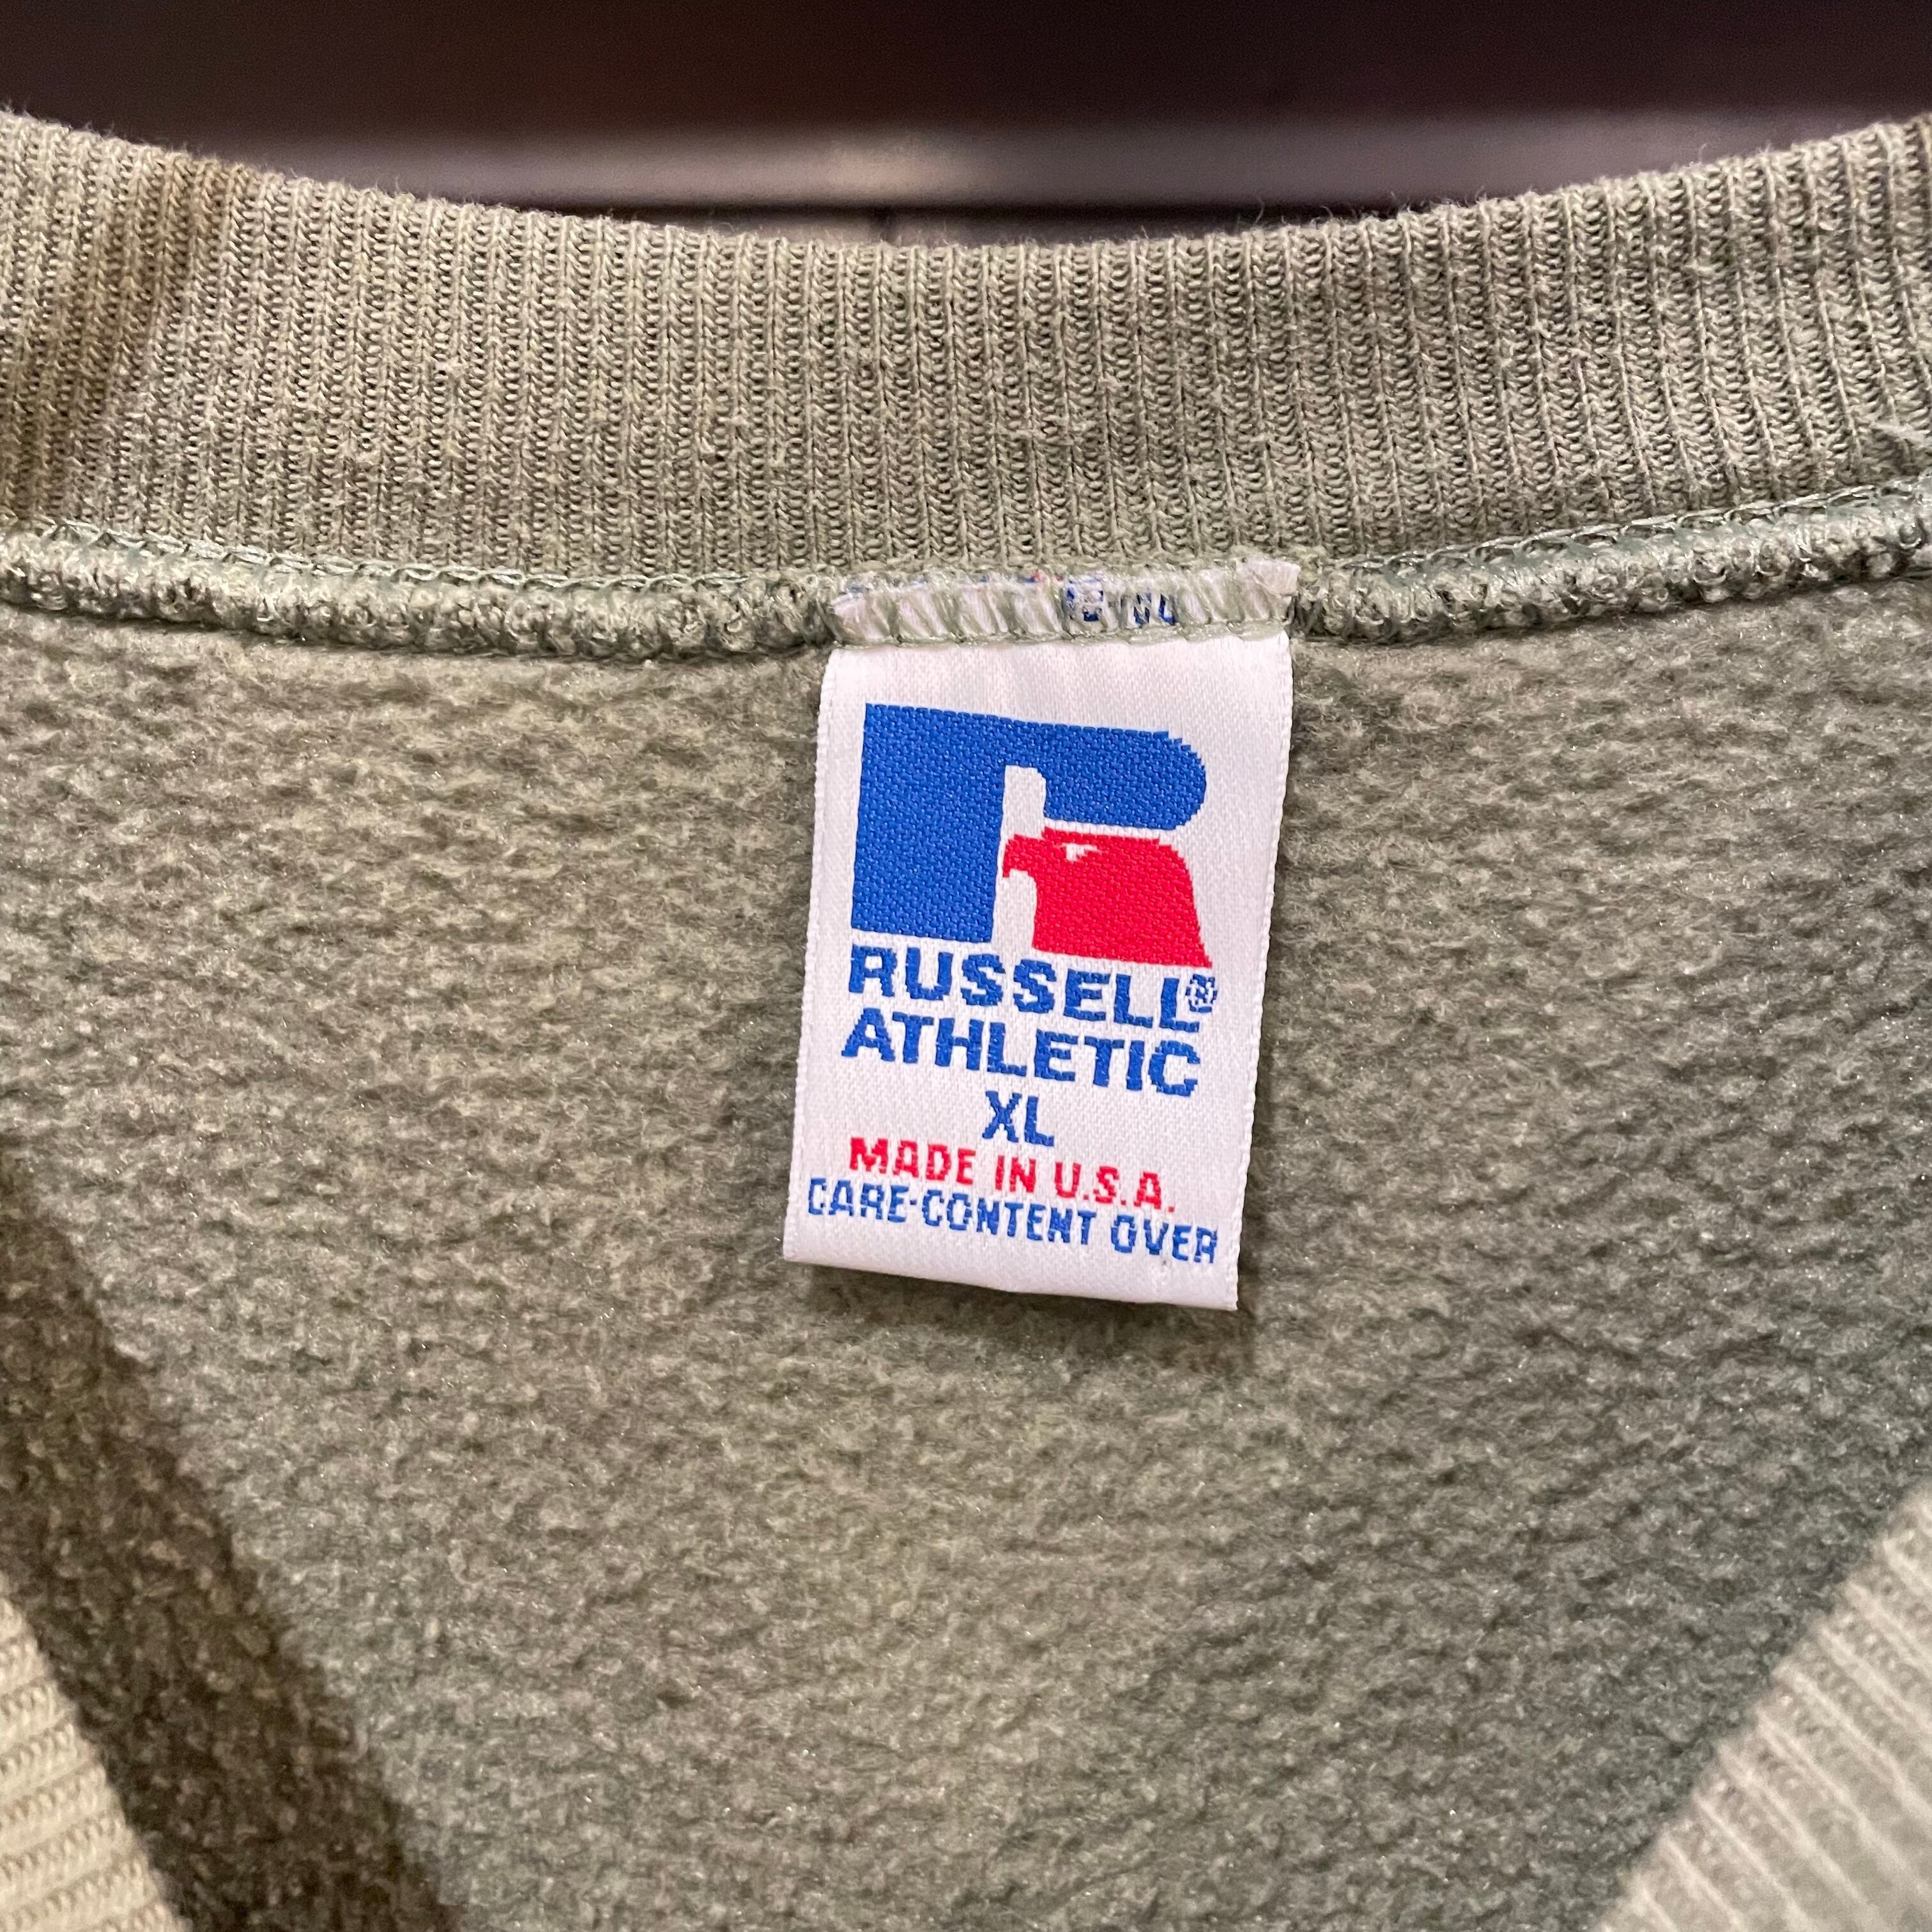 RUSSELL®
ATHLETIC
XL
MADE IN U.S.A.
CARE-CONTENT OVER